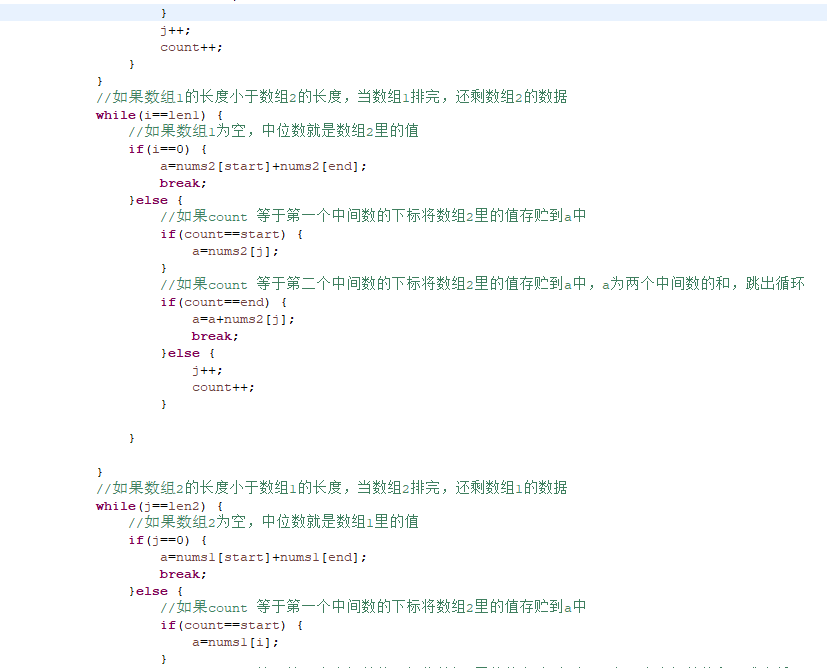 }
j++;
count++;
}
}
//如果数组1的长度小于数组2的长度，当数组1排完，还剩数组2的数据
while(i==len1) {
//如果数组1为空，中位数就是数组2里的值
if(i==0) {
a=nums2[start]+nums2[end];
break;
}else {
//如果count 等于第一个中间数的下标将数组2里的值存贮到a中
if(count==start) {
a=nums2[j];
}
//如果count 等于第二个中间数的下标将数组2里的值存贮到a中，a为两个中间数的和，跳出循环
if(count==end) {
a=a+nums2[j];
break;
}else {
j++;
count++;
}
}
}
//如果数组2的长度小于数组1的长度，当数组2排完，还剩数组1的数据
while(j==len2) {
//如果数组2为空，中位数就是数组1里的值
if(j==0) {
a=nums1[start]+nums1[end];
break;
}else {
//如果count 等于第一个中间数的下标将数组2里的值存贮到a中
if(count==start) {
a=nums1[i];
}